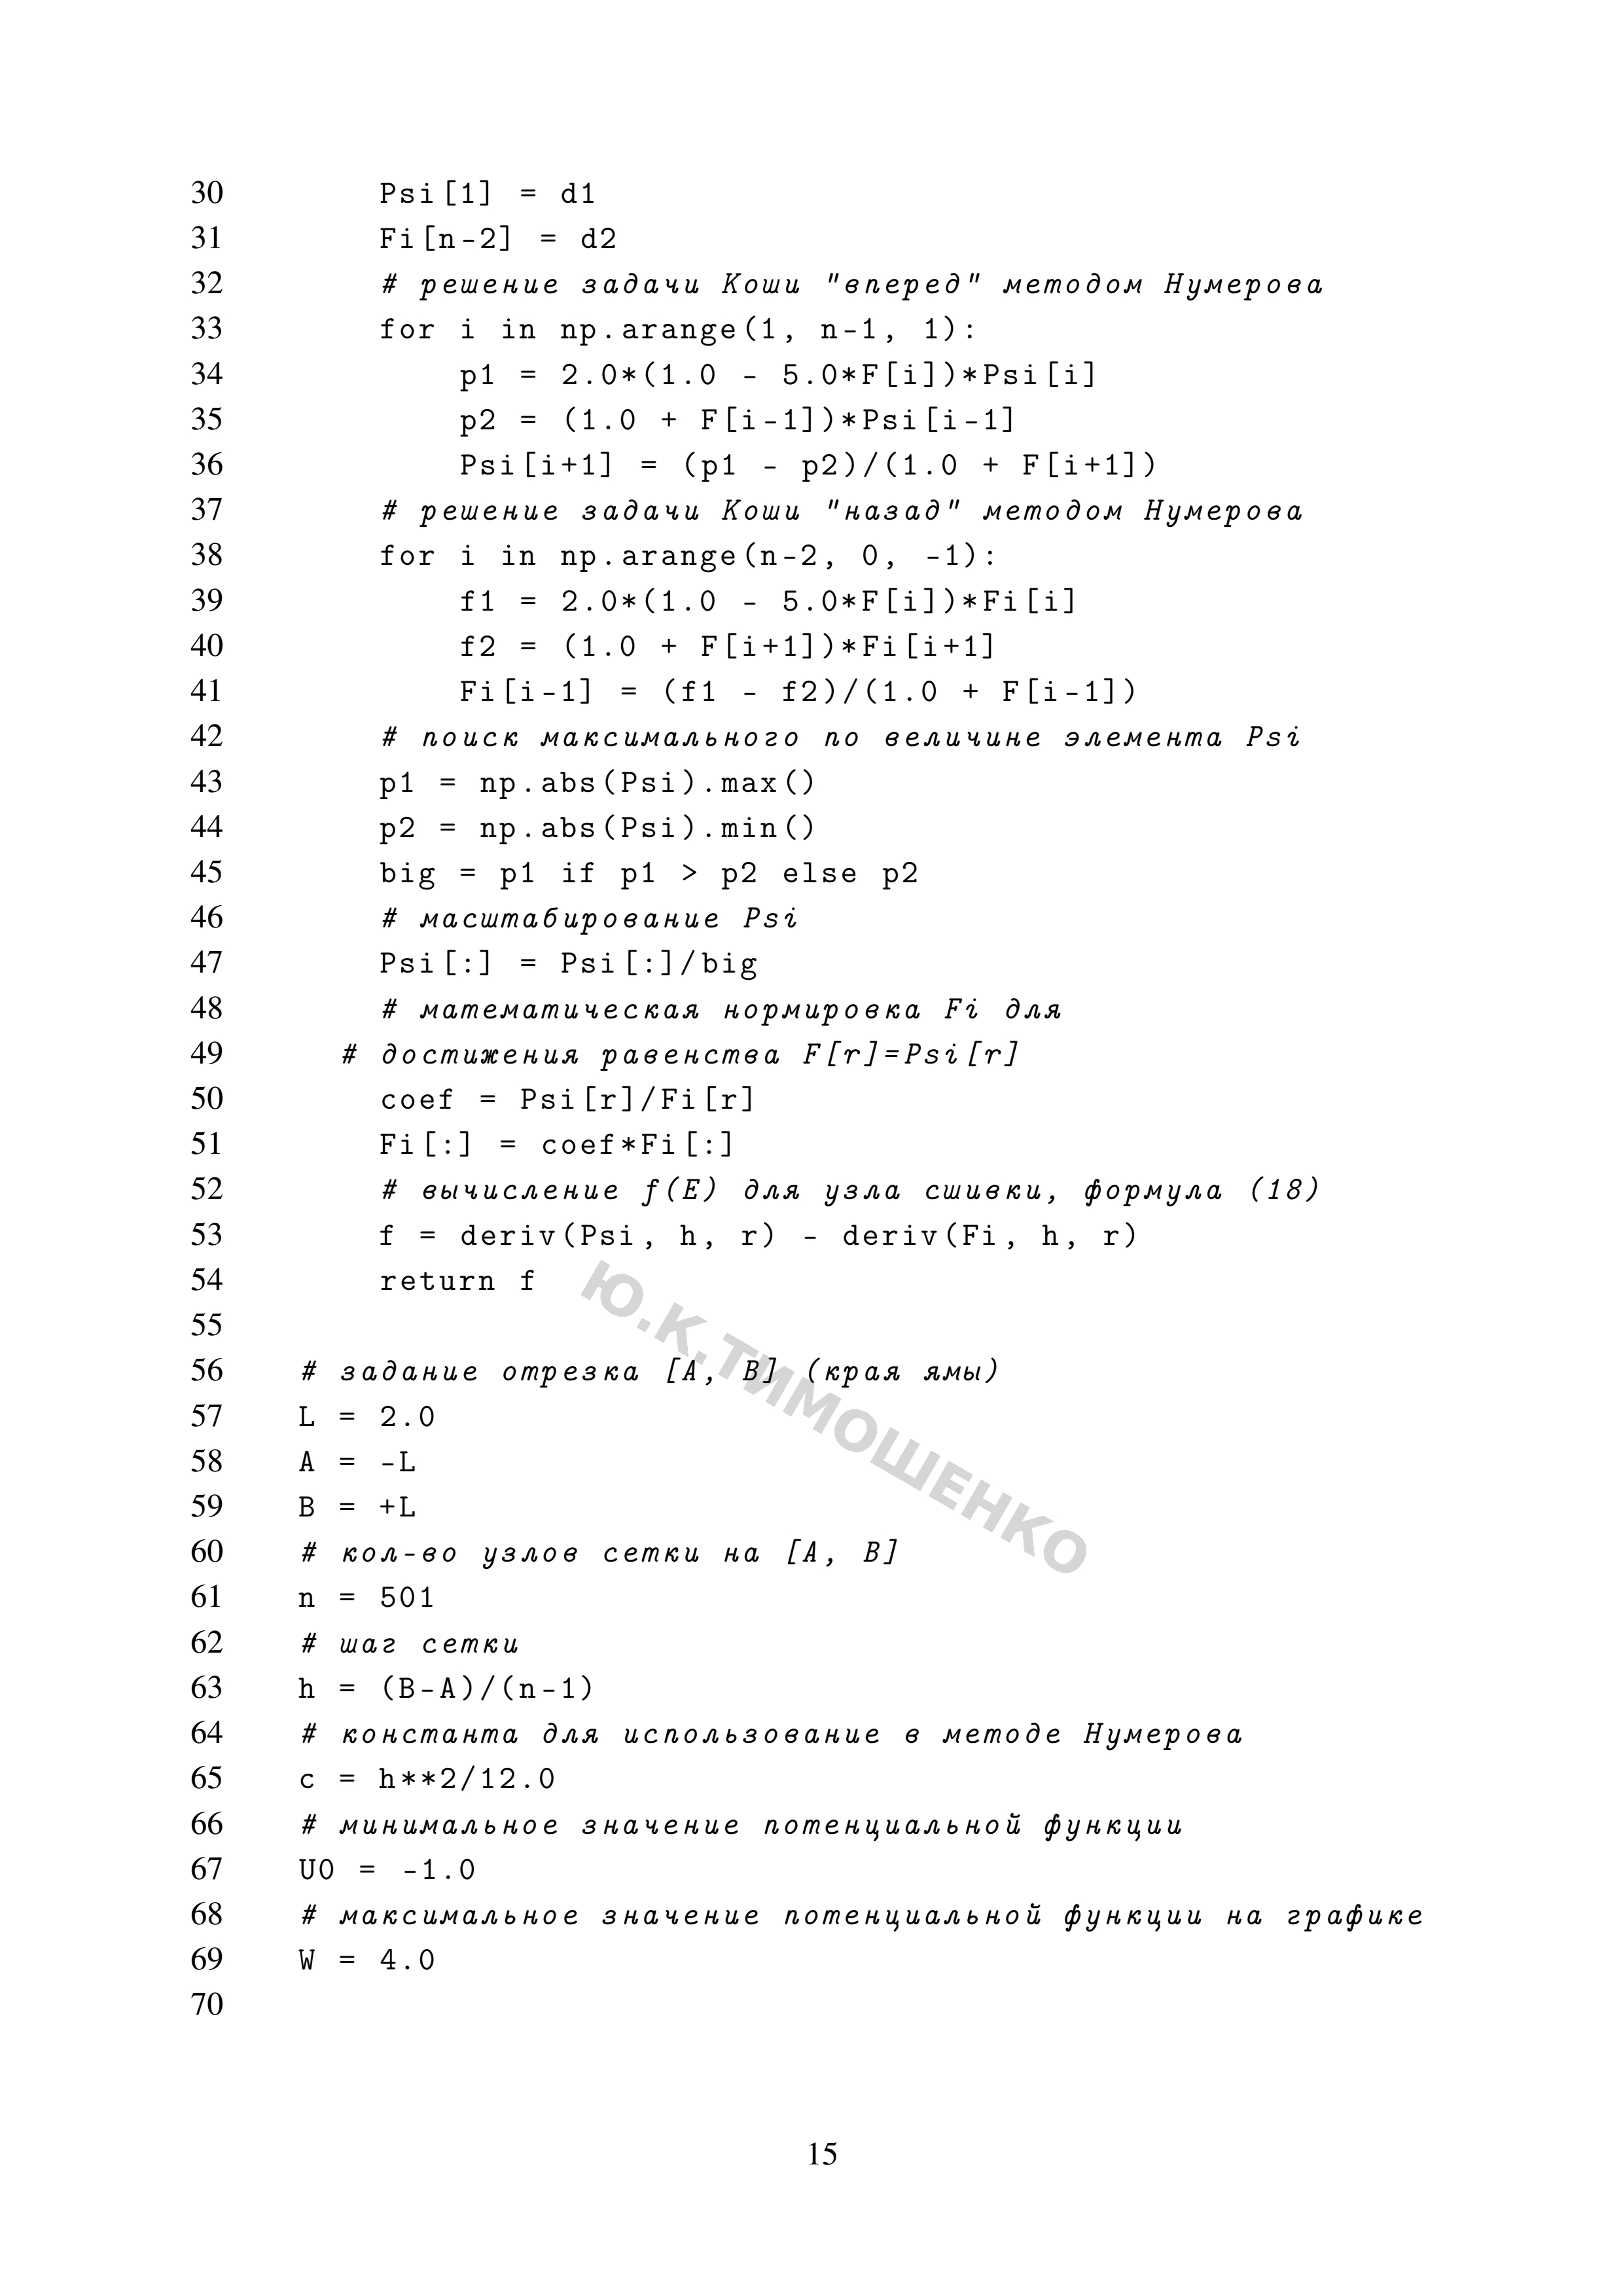 30 Psi[1] = d1
31 Fi[n-2] = d2
32 # решение задачи Коши "вперед" методом Нумерова
33 for i in np.arange(1, n-1, 1):
34 p1 = 2.0*(1.0 - 5.0*F[i])*Psi[i]
35 p2 = (1.0 + F[i-1])*Psi[i-1]
36 Psi[i+1] = (p1 - p2)/(1.0 + F[i+1])
37 # решение задачи Коши "назад" методом Нумерова
38 for i in np.arange(n-2, 0, -1):
39 f1 = 2.0*(1.0 - 5.0*F[i])*Fi[i]
40 f2 = (1.0 + F[i+1])*Fi[i+1]
41 Fi[i-1] = (f1 - f2)/(1.0 + F[i-1])
42 # поиск максимального по величине элемента Psi
43 p1 = np.abs(Psi).max()
44 p2 = np.abs(Psi).min()
45 big = p1 if p1 > p2 else p2
46 # масштабирование Psi
47 Psi[:] = Psi[:]/big
48 # математическая нормировка Fi для
49 # достижения равенства F[r]=Psi[r]
50 coef = Psi[r]/Fi[r]
51 Fi[:] = coef*Fi[:]
52 # вычисление f(E) для узла сшивки, формула (18)
53 f = deriv(Psi, h, r) - deriv(Fi, h, r)
54 return f
55
56 # задание отрезка [A, B] (края ямы)
57 L = 2.0
58 A = -L
59 B = +L
60 # кол-во узлов сетки на [A, B]
61 n = 501
62 # шаг сетки
63 h = (B-A)/(n-1)
64 # константа для использование в методе Нумерова
65 c = h**2/12.0
66 # минимальное значение потенциальной функции
67 U0 = -1.0
68 # максимальное значение потенциальной функции на графике
69 W = 4.0
70
Ю.К.ТИМОШЕНКО
15